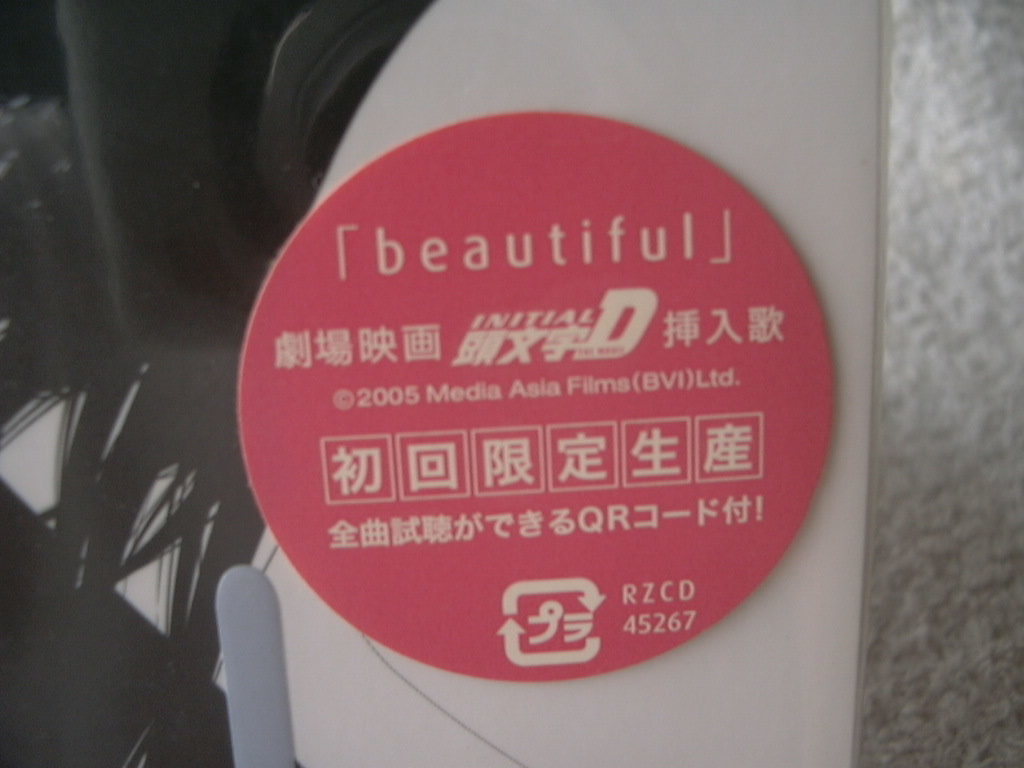 「beautiful」
劇場映画 INITIAL 頭文字D THE MOVIE 挿入歌
©2005 Media Asia Films(BVI)Ltd.
初回限定生産
全曲試聴ができるQRコード付!
プラ RZCD
45267